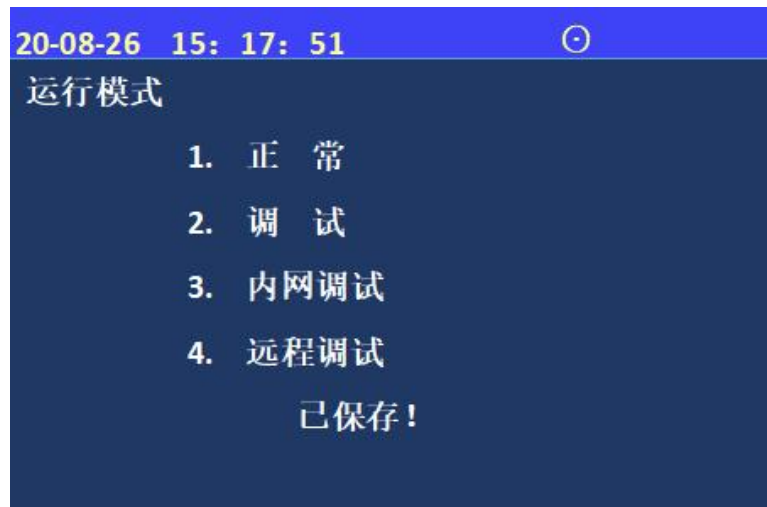 20-08-26 15: 17: 51
运行模式
1. 正 常
2. 调 试
3. 内网调试
4. 远程调试
已保存!